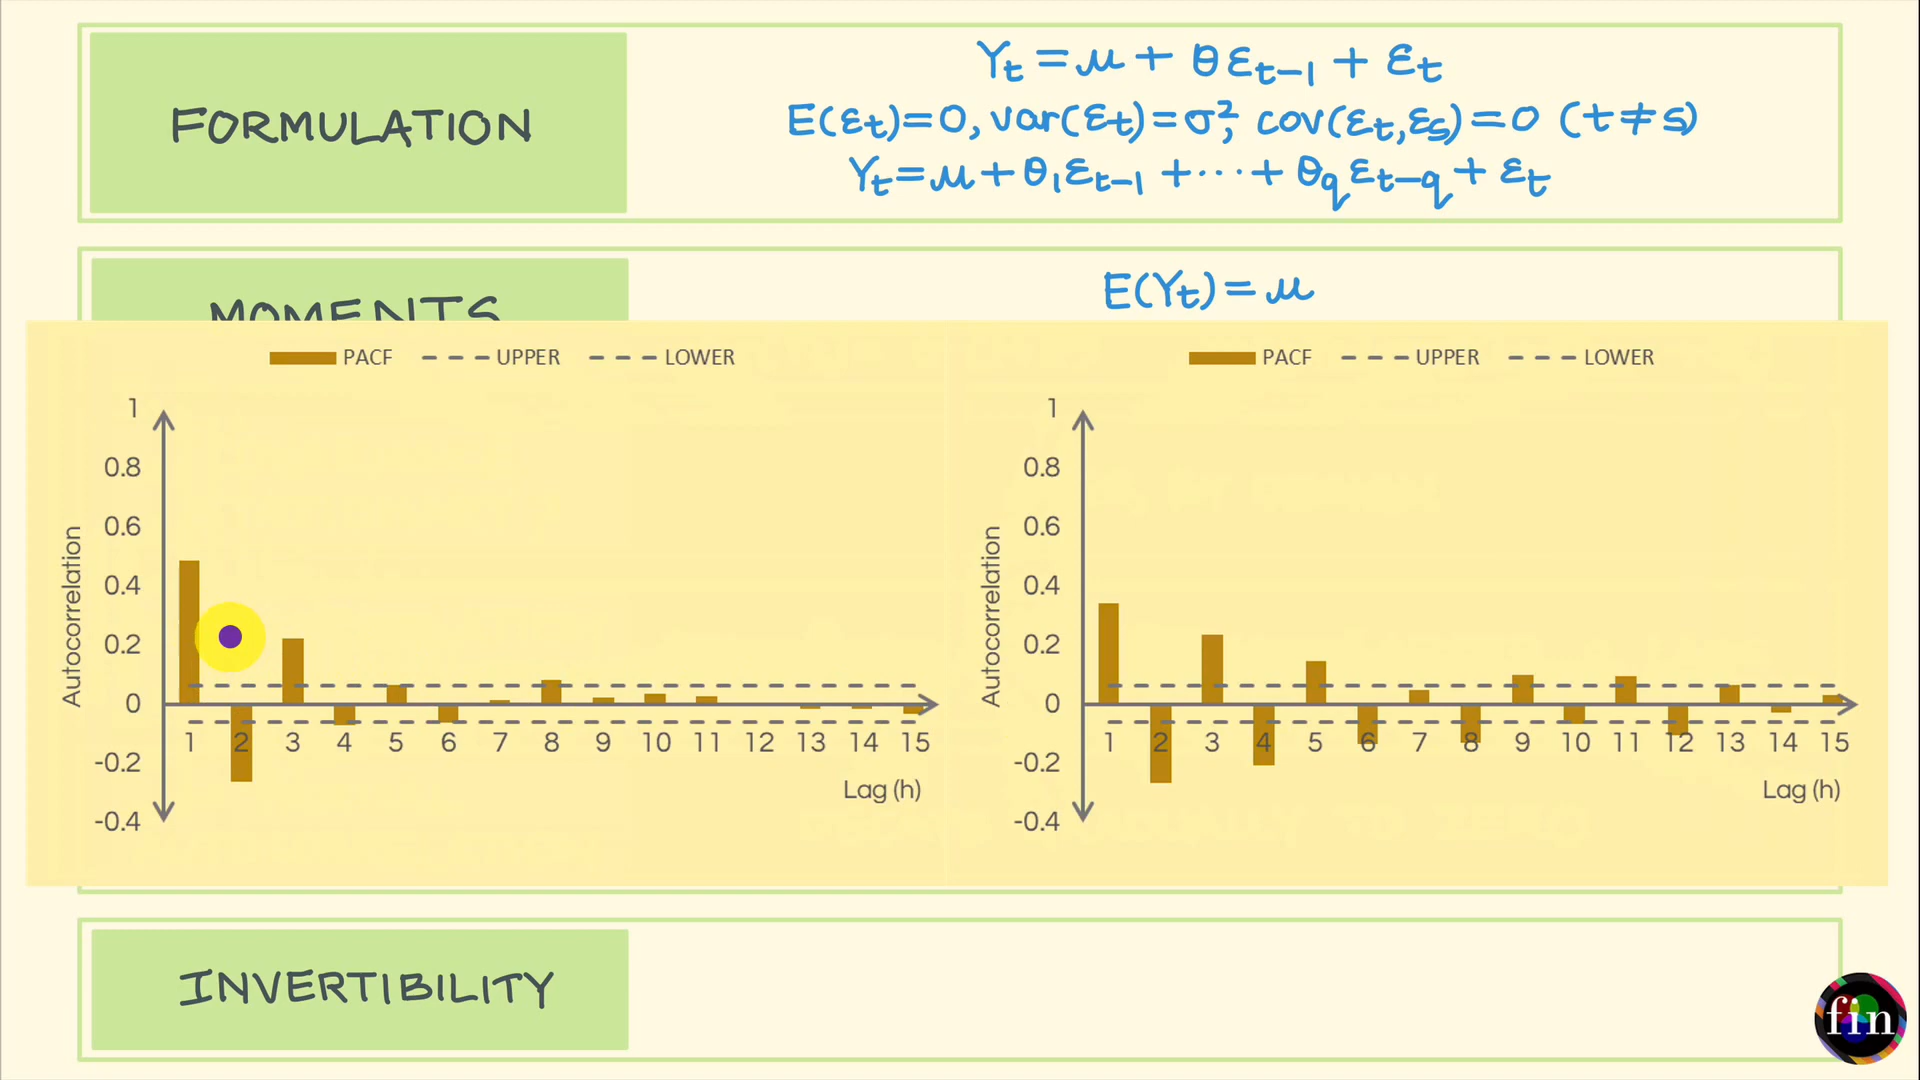 FORMULATION
Yt = μ + θεt-1 + εt
E(εt)=0, var(εt)=σ², cov(εt,εs)=0 (t≠s)
Yt=μ+θ1εt-1 +···+ θqεt-q+ εt
MOMENTS
E(Yt)= μ
PACF UPPER LOWER
1
0.8
0.6
0.4
0.2
0
-0.2
-0.4
Autocorrelation
1 2 3 4 5 6 7 8 9 10 11 12 13 14 15
Lag (h)
PACF UPPER LOWER
1
0.8
0.6
0.4
0.2
0
-0.2
-0.4
Autocorrelation
1 2 3 4 5 6 7 8 9 10 11 12 13 14 15
Lag (h)
INVERTIBILITY
fin